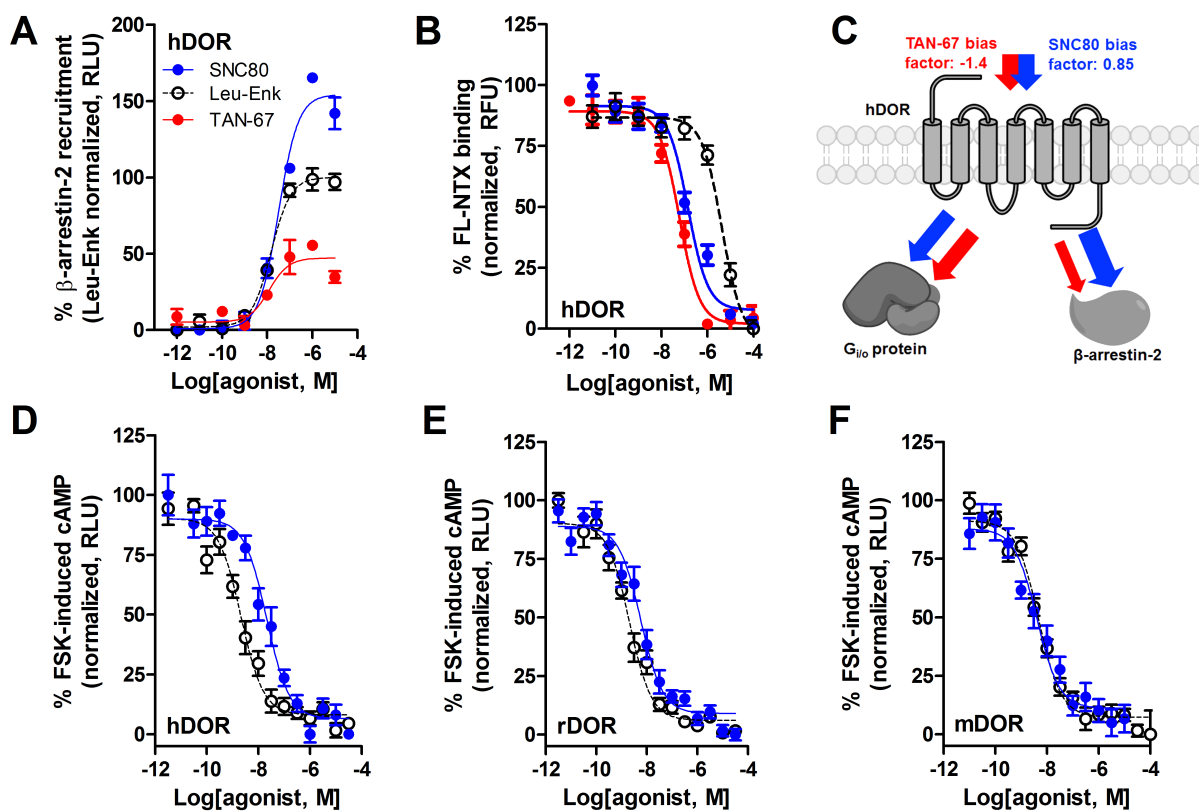 A
% β-arrestin-2 recruitment
(Leu-Enk normalized, RLU)
200
150
100
50
0
hDOR
SNC80
Leu-Enk
TAN-67
-12
-10
-8
-6
-4
Log[agonist, M]
B
% FL-NTX binding
(normalized, RFU)
125
100
75
50
25
0
hDOR
-12
-10
-8
-6
-4
Log[agonist, M]
C
TAN-67 bias
factor: -1.4
SNC80 bias
factor: 0.85
hDOR
Gi/o protein
β-arrestin-2
D
% FSK-induced cAMP
(normalized, RLU)
125
100
75
50
25
0
hDOR
-12
-10
-8
-6
-4
Log[agonist, M]
E
% FSK-induced cAMP
(normalized, RLU)
125
100
75
50
25
0
rDOR
-12
-10
-8
-6
-4
Log[agonist, M]
F
% FSK-induced cAMP
(normalized, RLU)
125
100
75
50
25
0
mDOR
-12
-10
-8
-6
-4
Log[agonist, M]